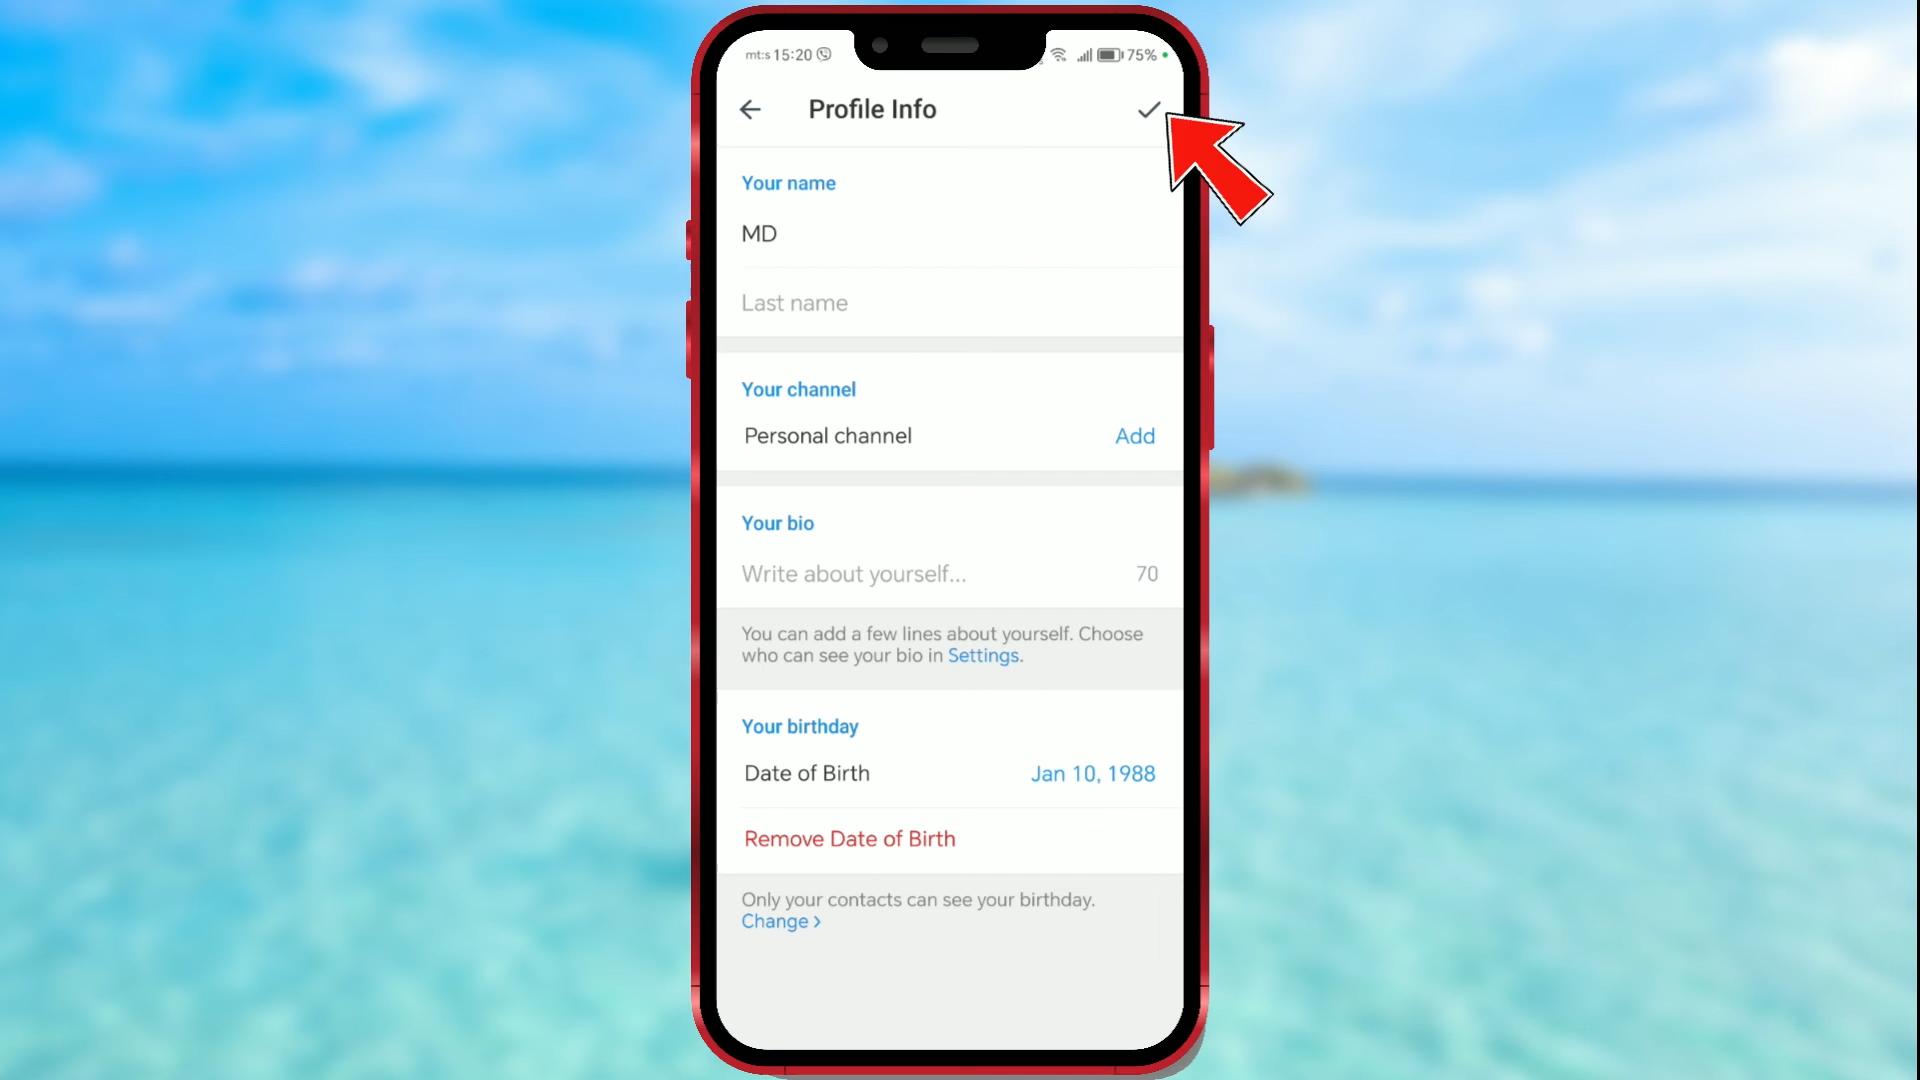 mt:s 15:20 75%
Profile Info
Your name
MD
Last name
Your channel
Personal channel Add
Your bio
Write about yourself... 70
You can add a few lines about yourself. Choose
who can see your bio in Settings.
Your birthday
Date of Birth Jan 10, 1988
Remove Date of Birth
Only your contacts can see your birthday.
Change >